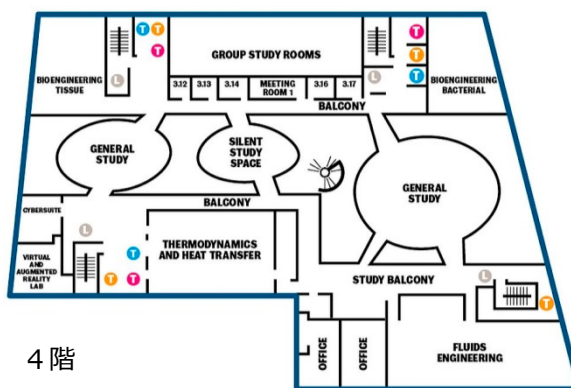 T T
T
T
T
T
L
L
GROUP STUDY ROOMS
BIOENGINEERING
TISSUE
BIOENGINEERING
BACTERIAL
3.12 3.13 3.14 MEETING
ROOM 1 3.16 3.17
BALCONY
GENERAL
STUDY
SILENT
STUDY
SPACE
GENERAL
STUDY
BALCONY
CYBERSUITE
L
T
T T
VIRTUAL
AND
AUGMENTED
REALITY
LAB
THERMODYNAMICS
AND HEAT TRANSFER
STUDY BALCONY
L
T
OFFICE
OFFICE
FLUIDS
ENGINEERING
4階